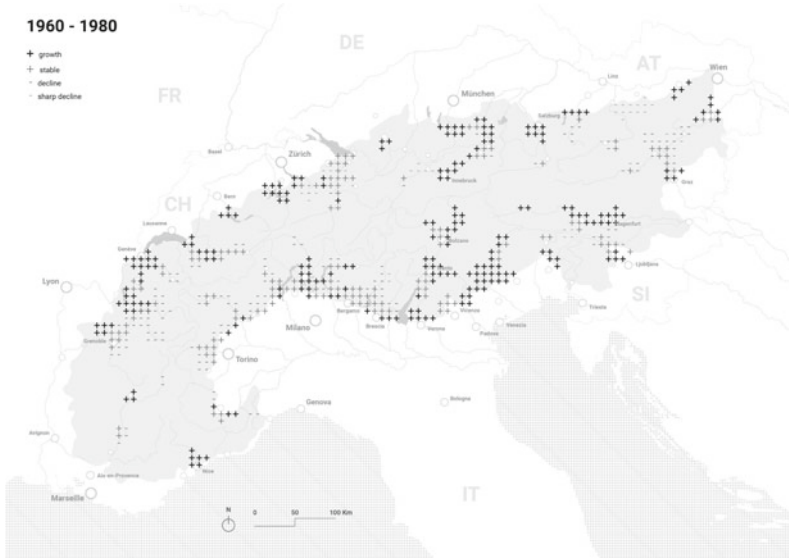 1960 - 1980
growth
stable
decline
sharp decline
DE
AT
Wien
Linz
FR
München
Salzburg
Basel
Zürich
Innsbruck
Graz
Bern
CH
Lausanne
Genève
Bolzano
Klagenfurt
Ljubljana
Lyon
SI
Trieste
Bergamo
Brescia
Vicenza
Verona
Venezia
Padova
Milano
Grenoble
Torino
Genova
Bologna
Avignon
Aix-en-Provence
Nice
Marseille
IT
N
0 50 100 Km